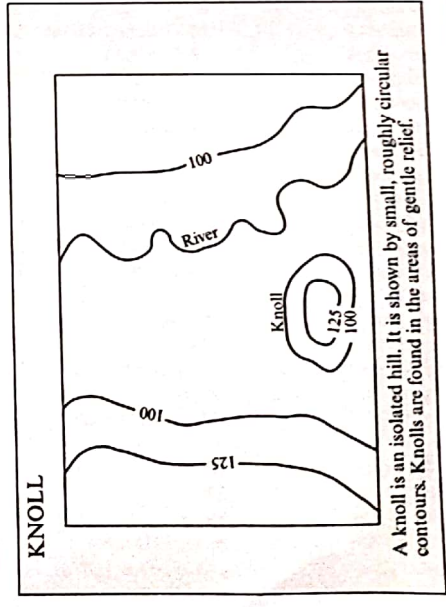 KNOLL
100
River
Knoll
125
100
100
125
A knoll is an isolated hill. It is shown by small, roughly circular
contours. Knolls are found in the areas of gentle relief.